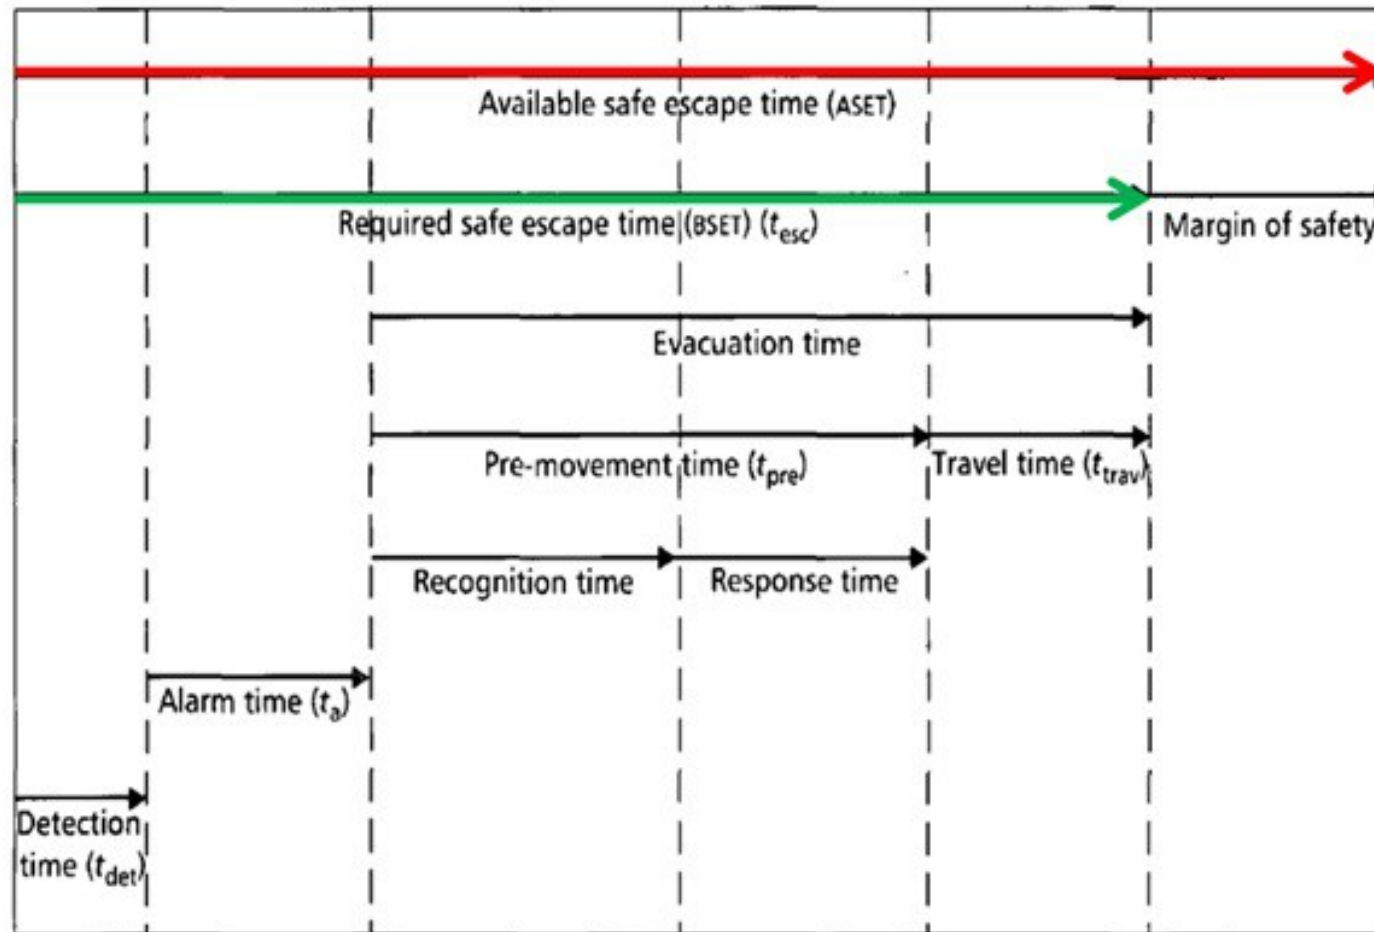 Available safe escape time (ASET)
Required safe escape time (BSET) (t_esc)
Margin of safety
Evacuation time
Pre-movement time (t_pre)
Travel time (t_trav)
Recognition time
Response time
Alarm time (t_a)
Detection
time (t_det)